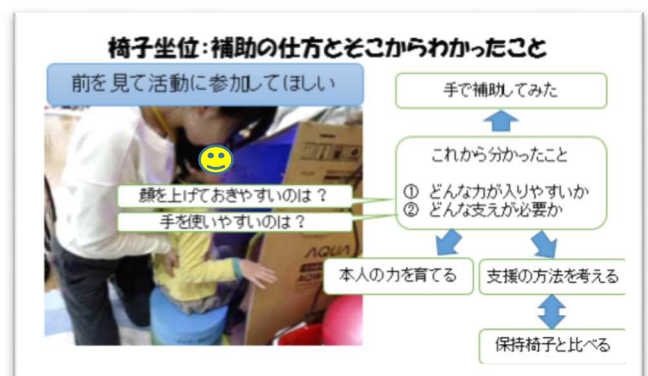 椅子坐位:補助の仕方とそこからわかったこと
前を見て活動に参加してほしい
手で補助してみた
これから分かったこと
① どんな力が入りやすいか
② どんな支えが必要か
顔を上げておきやすいのは?
手を使いやすいのは?
AQUA
本人の力を育てる
支援の方法を考える
保持椅子と比べる